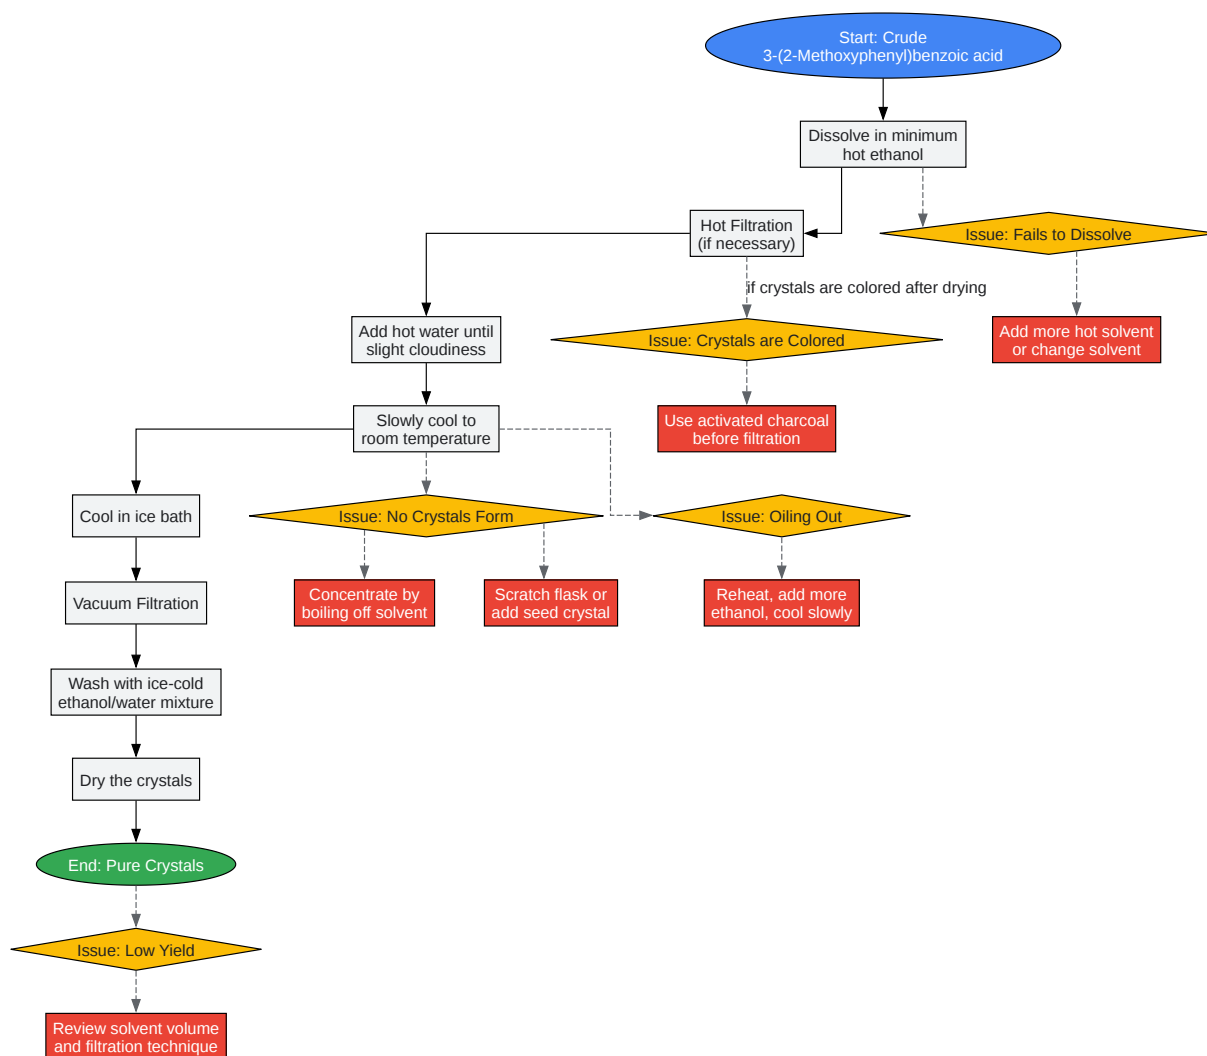 Start: Crude
3-(2-Methoxyphenyl)benzoic acid
Dissolve in minimum
hot ethanol
Hot Filtration
(if necessary)
Issue: Fails to Dissolve
if crystals are colored after drying
Add hot water until
slight cloudiness
Issue: Crystals are Colored
Add more hot solvent
or change solvent
Slowly cool to
room temperature
Use activated charcoal
before filtration
Cool in ice bath
Issue: No Crystals Form
Issue: Oiling Out
Vacuum Filtration
Concentrate by
boiling off solvent
Scratch flask or
add seed crystal
Reheat, add more
ethanol, cool slowly
Wash with ice-cold
ethanol/water mixture
Dry the crystals
End: Pure Crystals
Issue: Low Yield
Review solvent volume
and filtration technique